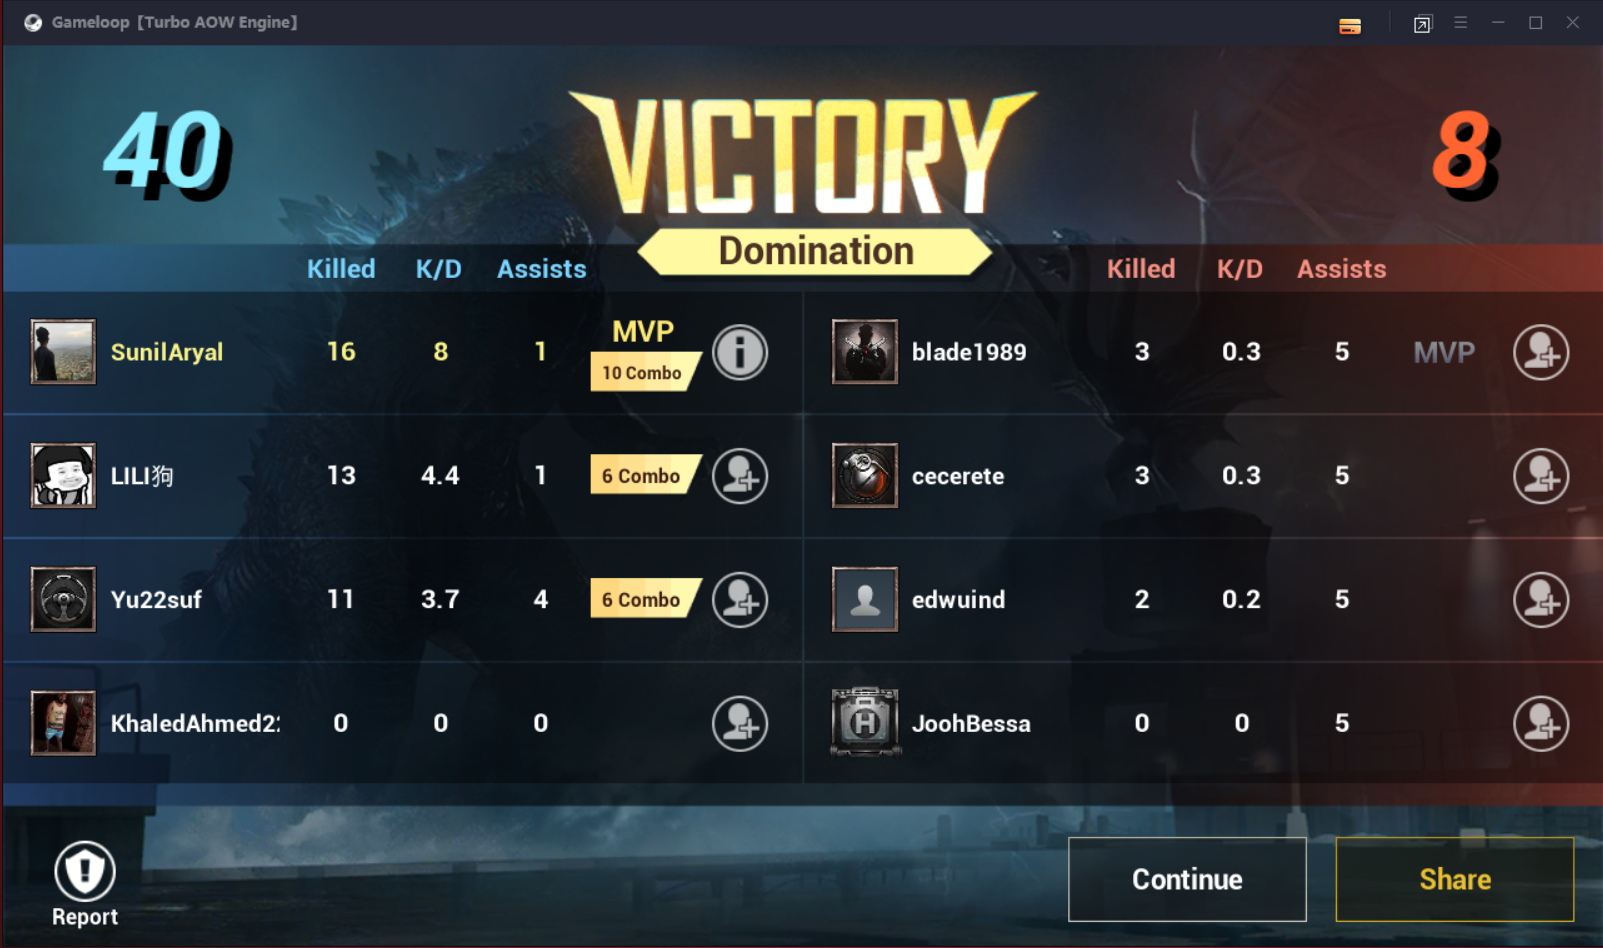 Gameloop【Turbo AOW Engine】
40
VICTORY
8
Domination
Killed K/D Assists
Killed K/D Assists
SunilAryal 16 8 1 MVP
10 Combo
blade1989 3 0.3 5 MVP
LILI狗 13 4.4 1 6 Combo
cecerete 3 0.3 5
Yu22suf 11 3.7 4 6 Combo
edwuind 2 0.2 5
KhaledAhmed22 0 0 0
JoohBessa 0 0 5
Report
Continue
Share